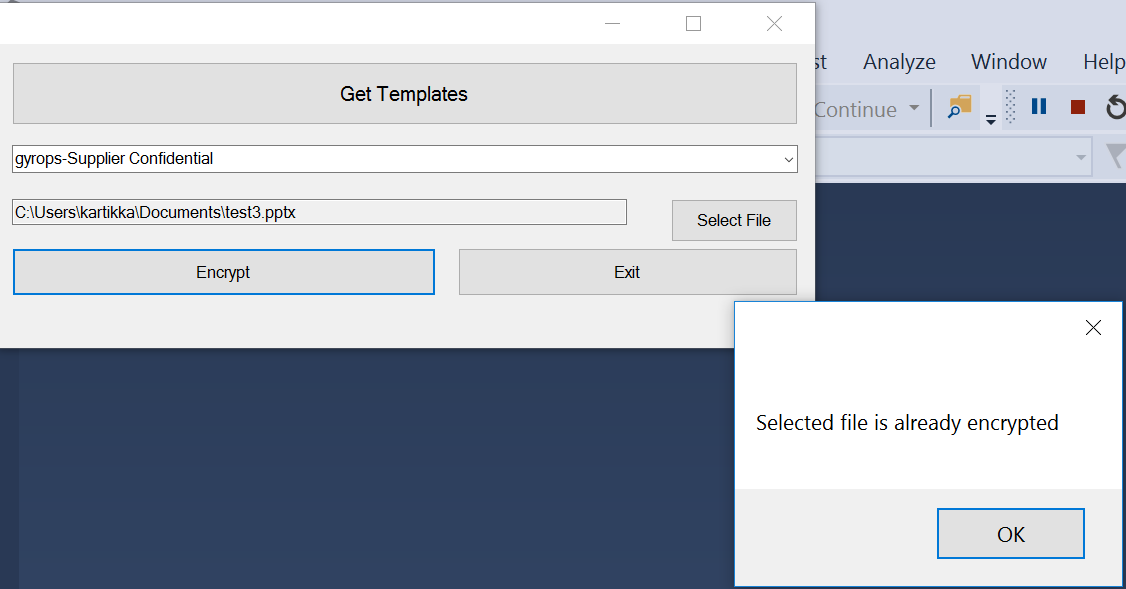 Get Templates
gyrops-Supplier Confidential
C:\Users\kartikka\Documents\test3.pptx
Select File
Encrypt
Exit
st Analyze Window Help
Continue
Selected file is already encrypted
OK